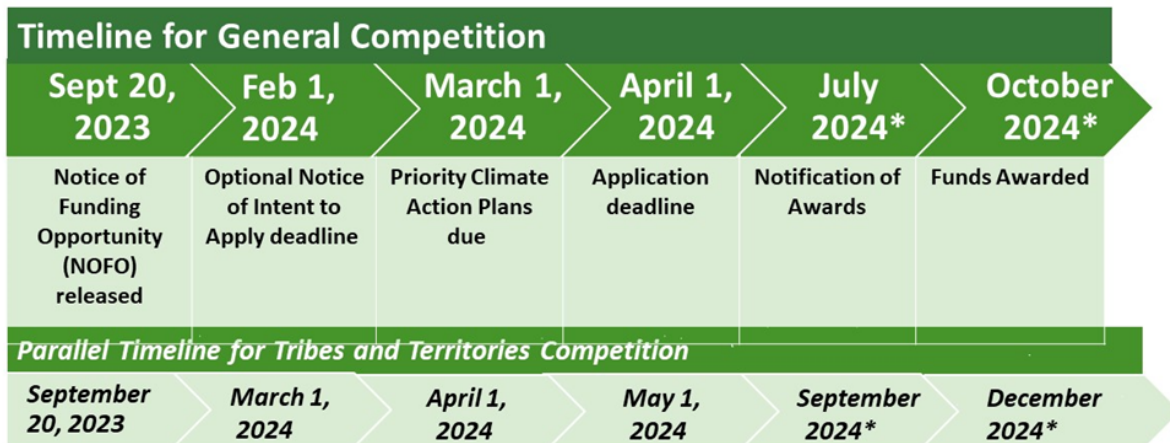 Timeline for General Competition
Sept 20,
2023
Feb 1,
2024
March 1,
2024
April 1,
2024
July
2024*
October
2024*
Notice of
Funding
Opportunity
(NOFO)
released
Optional Notice
of Intent to
Apply deadline
Priority Climate
Action Plans
due
Application
deadline
Notification of
Awards
Funds Awarded
Parallel Timeline for Tribes and Territories Competition
September
20, 2023
March 1,
2024
April 1,
2024
May 1,
2024
September
2024*
December
2024*